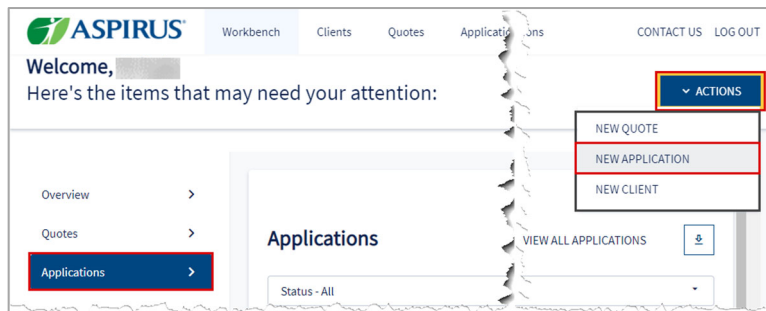 ASPIRUS®
Workbench Clients Quotes Applications CONTACT US LOG OUT
Welcome,
Here's the items that may need your attention:
ACTIONS
NEW QUOTE
NEW APPLICATION
NEW CLIENT
Overview
Quotes
Applications
Applications
VIEW ALL APPLICATIONS
Status - All